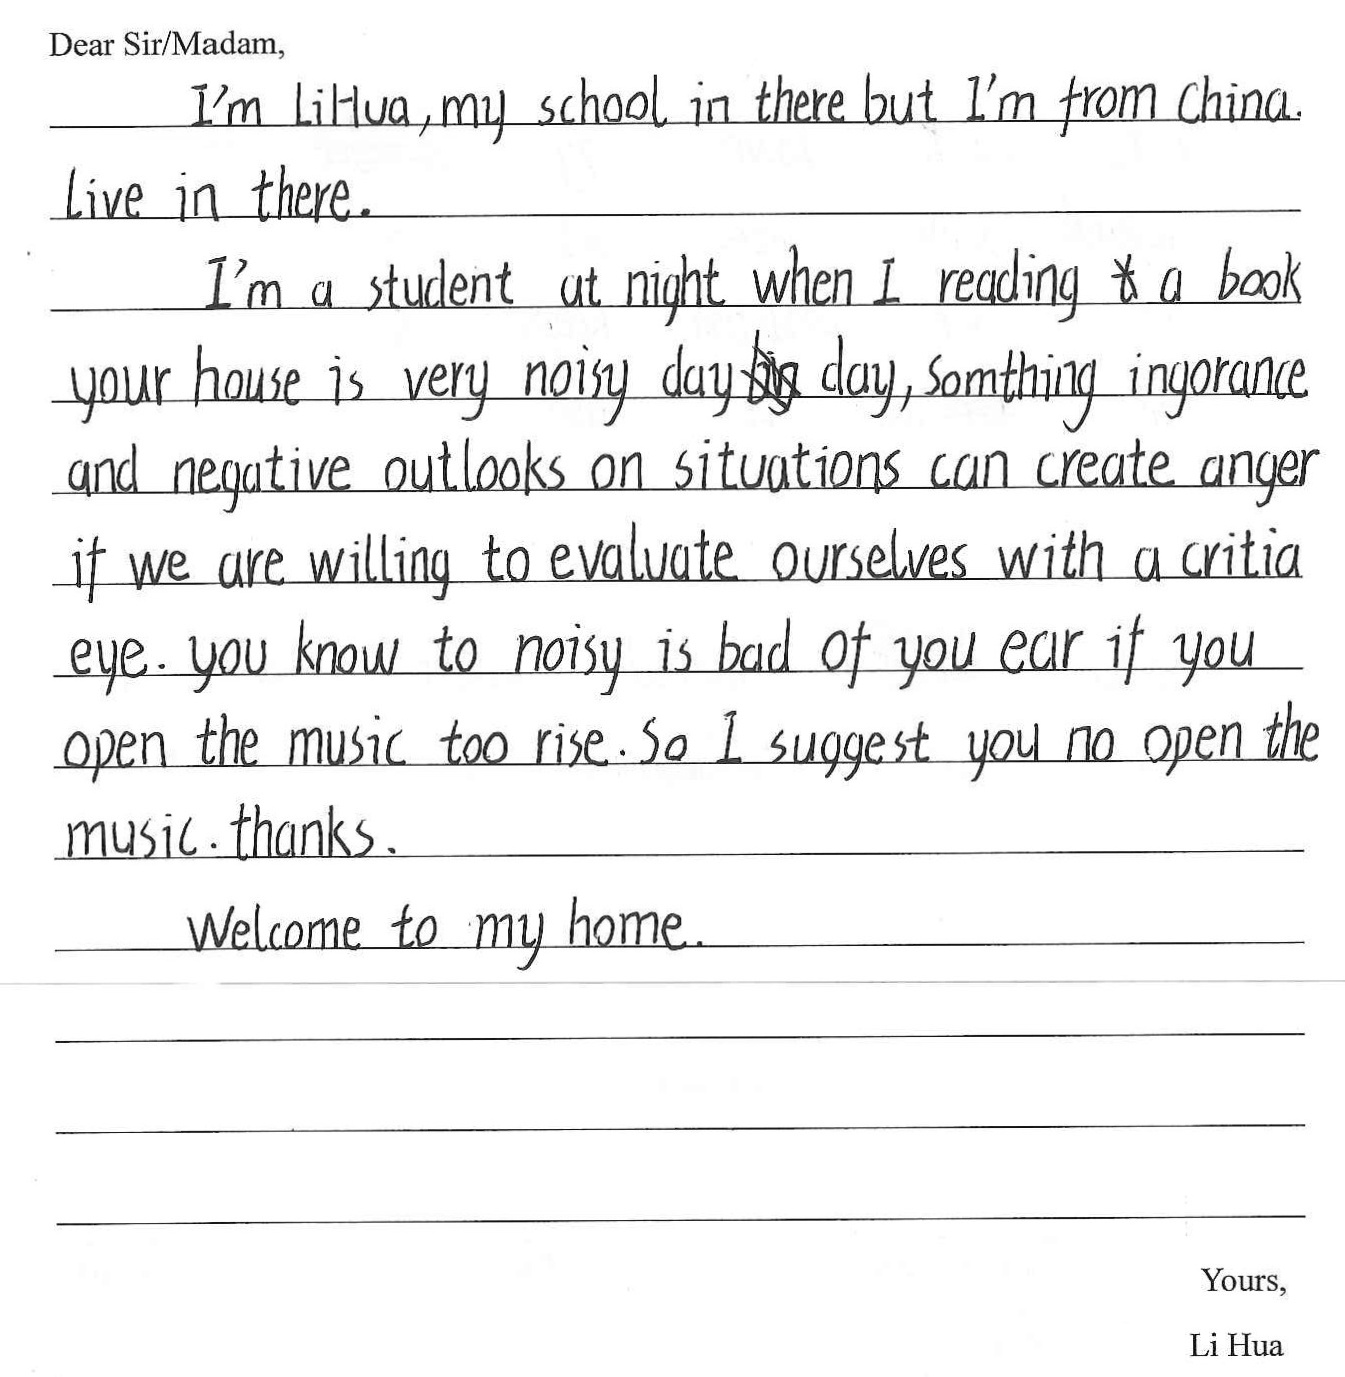 Dear Sir/Madam,
I'm LiHua, my school in there but I'm from China.
Live in there.
I'm a student at night when I reading a book
your house is very noisy day day, somthing ingorance
and negative outlooks on situations can create anger
if we are willing to evaluate ourselves with a critia
eye. you know to noisy is bad of you ear if you
open the music too rise. So I suggest you no open the
music. thanks.
Welcome to my home.
Yours,
Li Hua